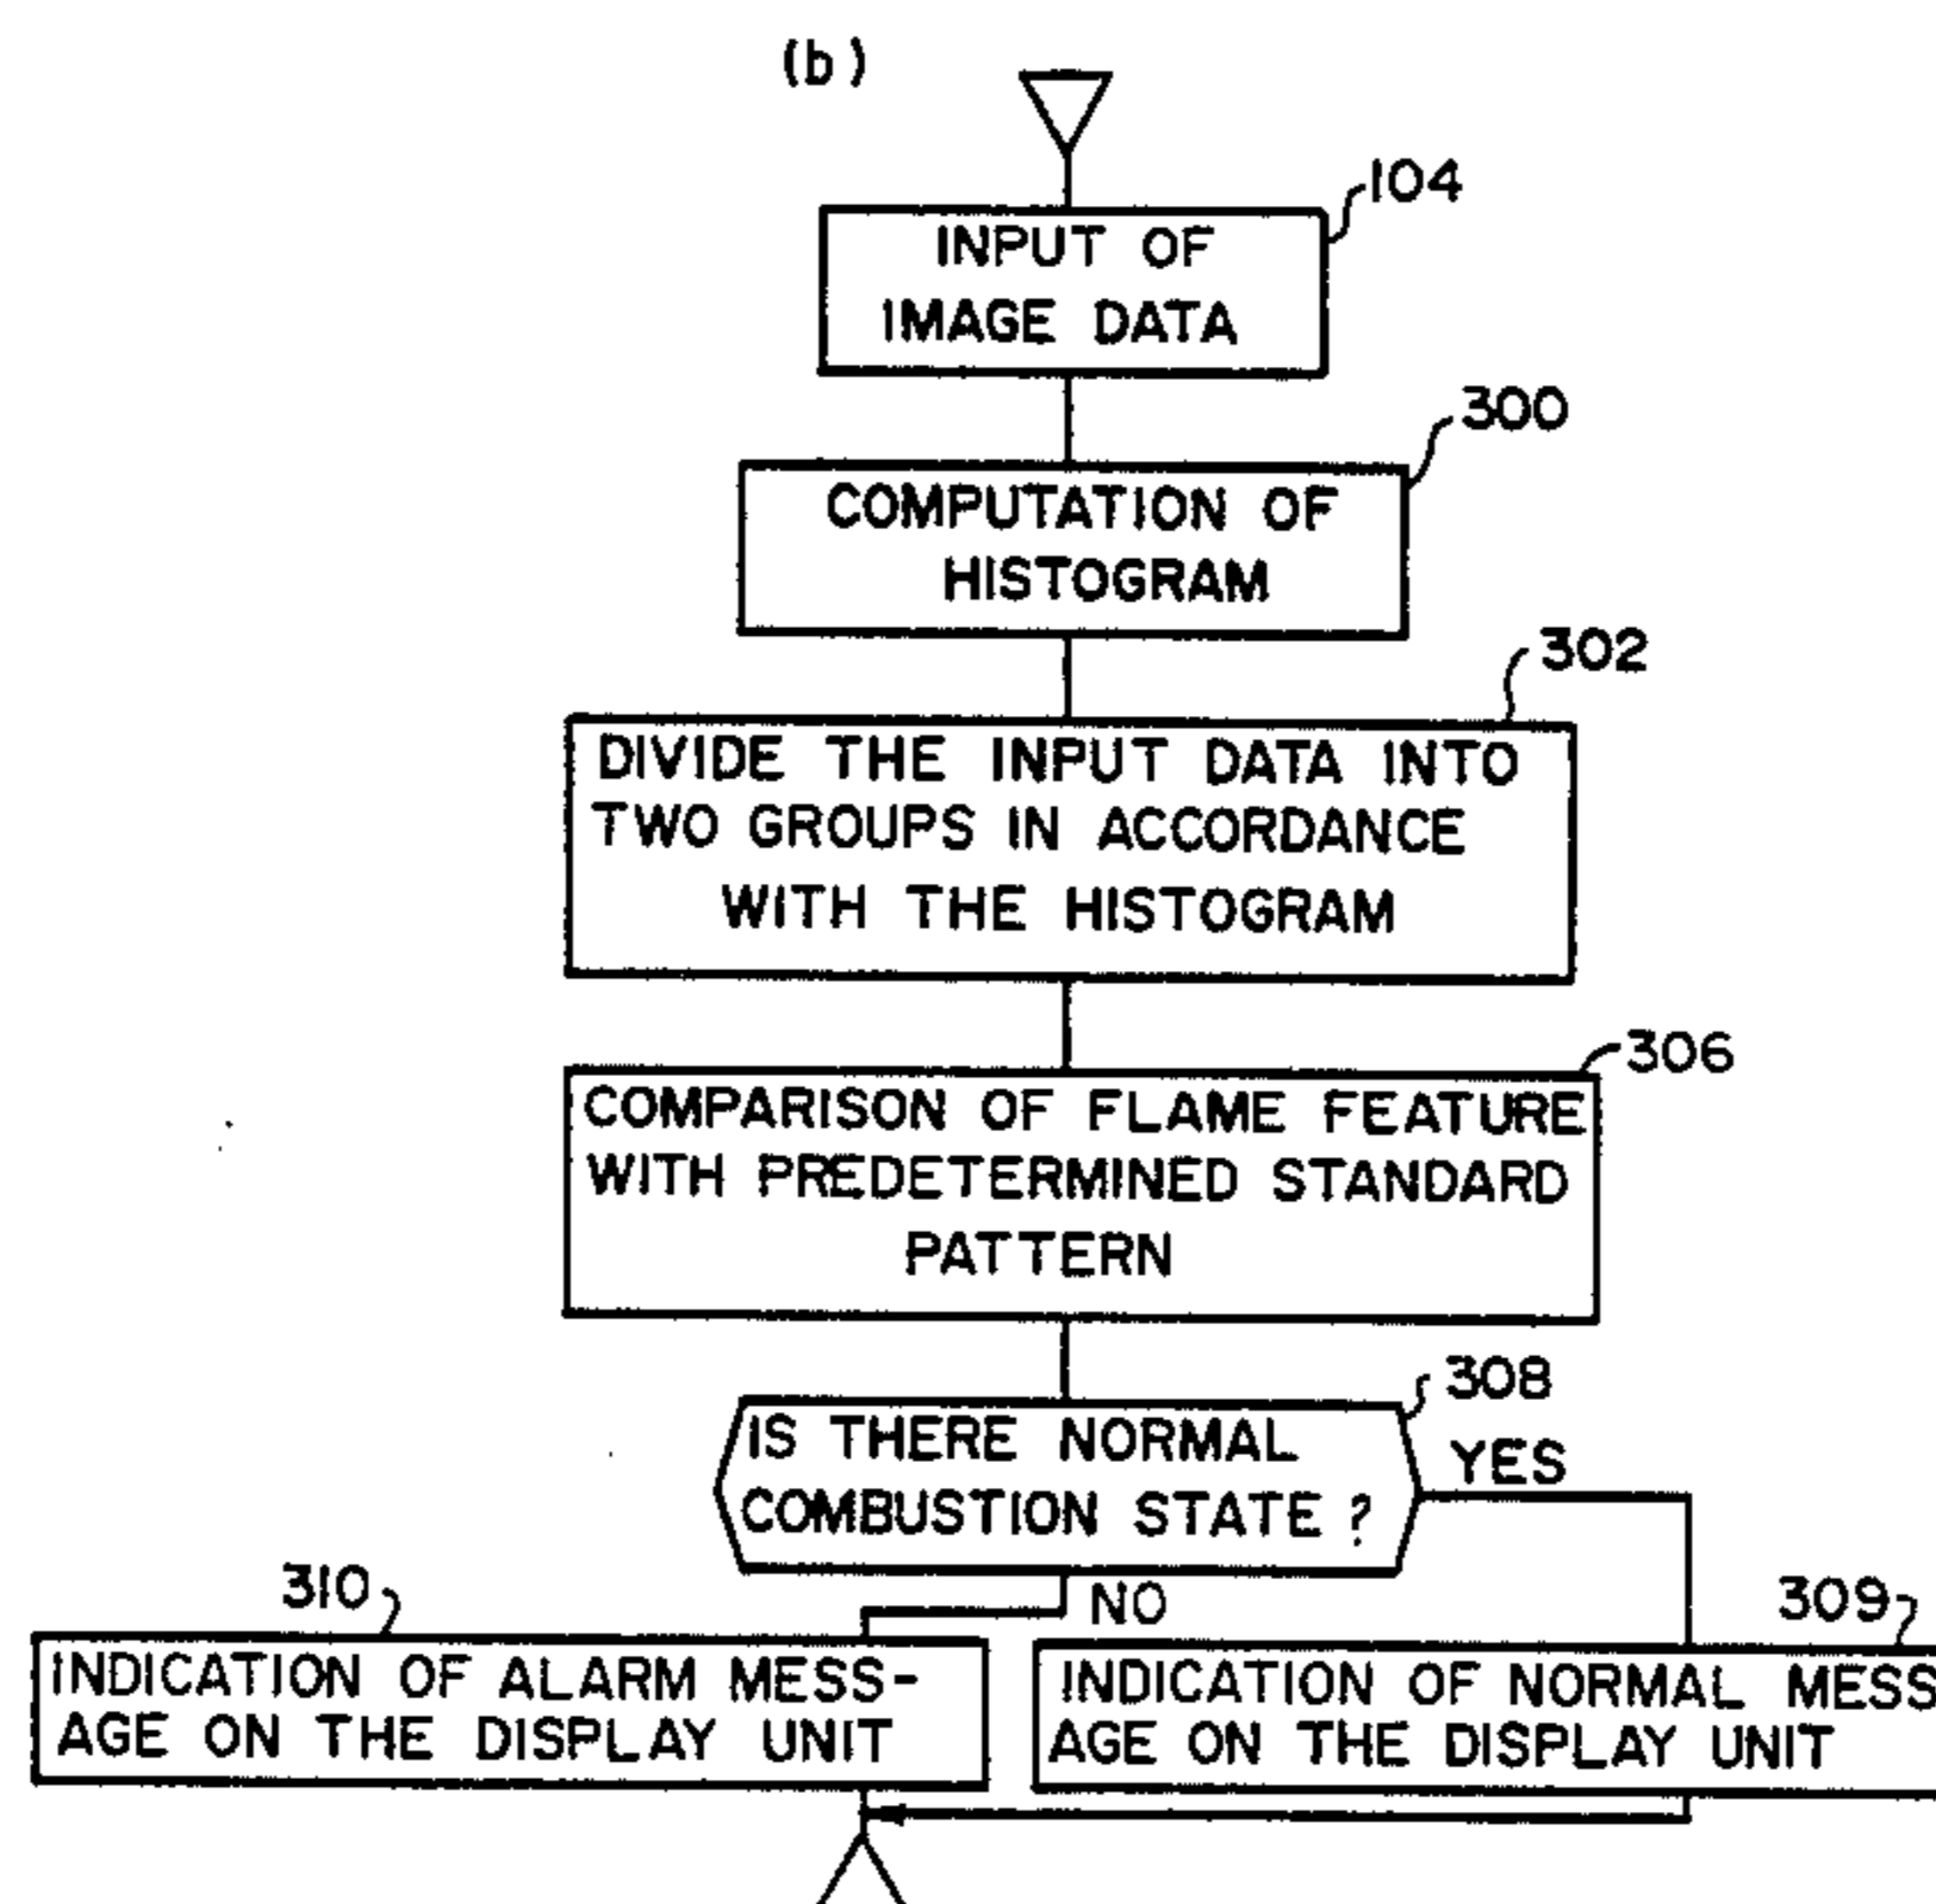 (b)
104
INPUT OF
IMAGE DATA
300
COMPUTATION OF
HISTOGRAM
302
DIVIDE THE INPUT DATA INTO
TWO GROUPS IN ACCORDANCE
WITH THE HISTOGRAM
306
COMPARISON OF FLAME FEATURE
WITH PREDETERMINED STANDARD
PATTERN
308
IS THERE NORMAL
COMBUSTION STATE ?
YES
NO
310
INDICATION OF ALARM MESS-
AGE ON THE DISPLAY UNIT
309
INDICATION OF NORMAL MESS
AGE ON THE DISPLAY UNIT